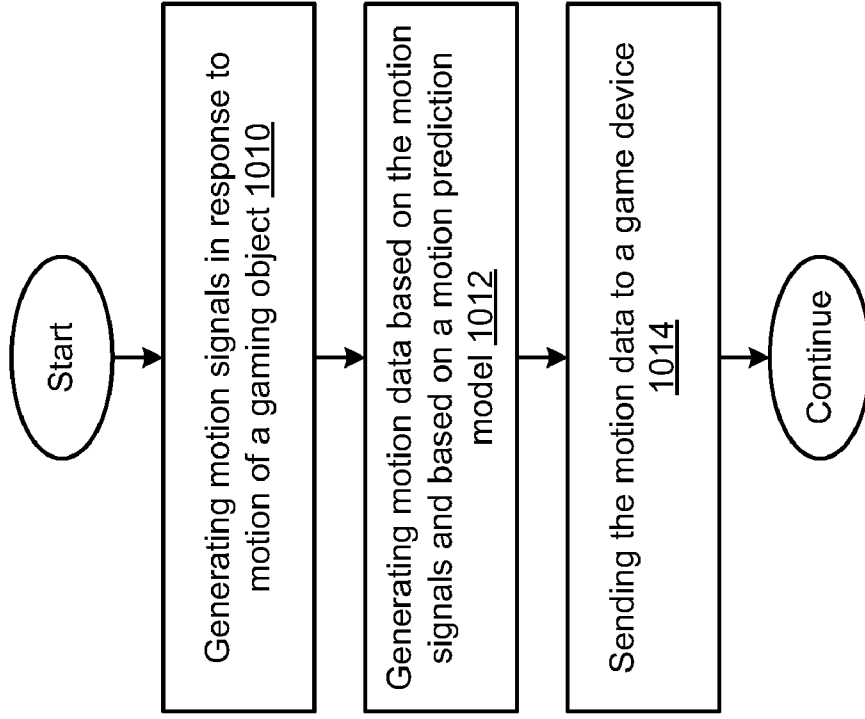 Start
Generating motion signals in response to
motion of a gaming object 1010
Generating motion data based on the motion
signals and based on a motion prediction
model 1012
Sending the motion data to a game device
1014
Continue